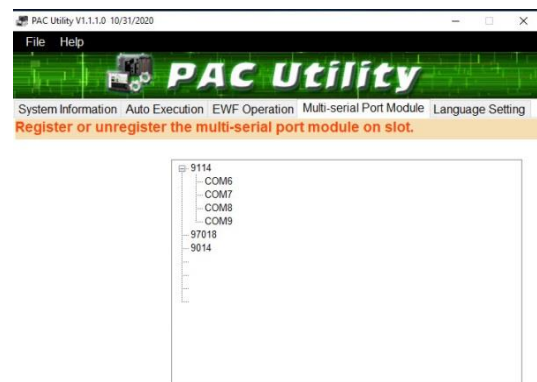 PAC Utility V1.1.1.0 10/31/2020
File Help
PAC Utility
System Information Auto Execution EWF Operation Multi-serial Port Module Language Setting
Register or unregister the multi-serial port module on slot.
9114
COM6
COM7
COM8
COM9
97018
9014